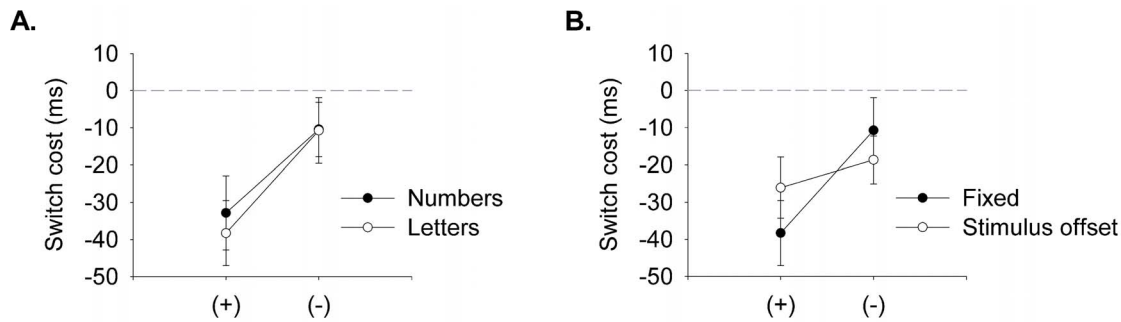 A.
10
0
-10
-20
-30
-40
-50
Switch cost (ms)
(+) (-)
Numbers
Letters
B.
10
0
-10
-20
-30
-40
-50
Switch cost (ms)
(+) (-)
Fixed
Stimulus offset